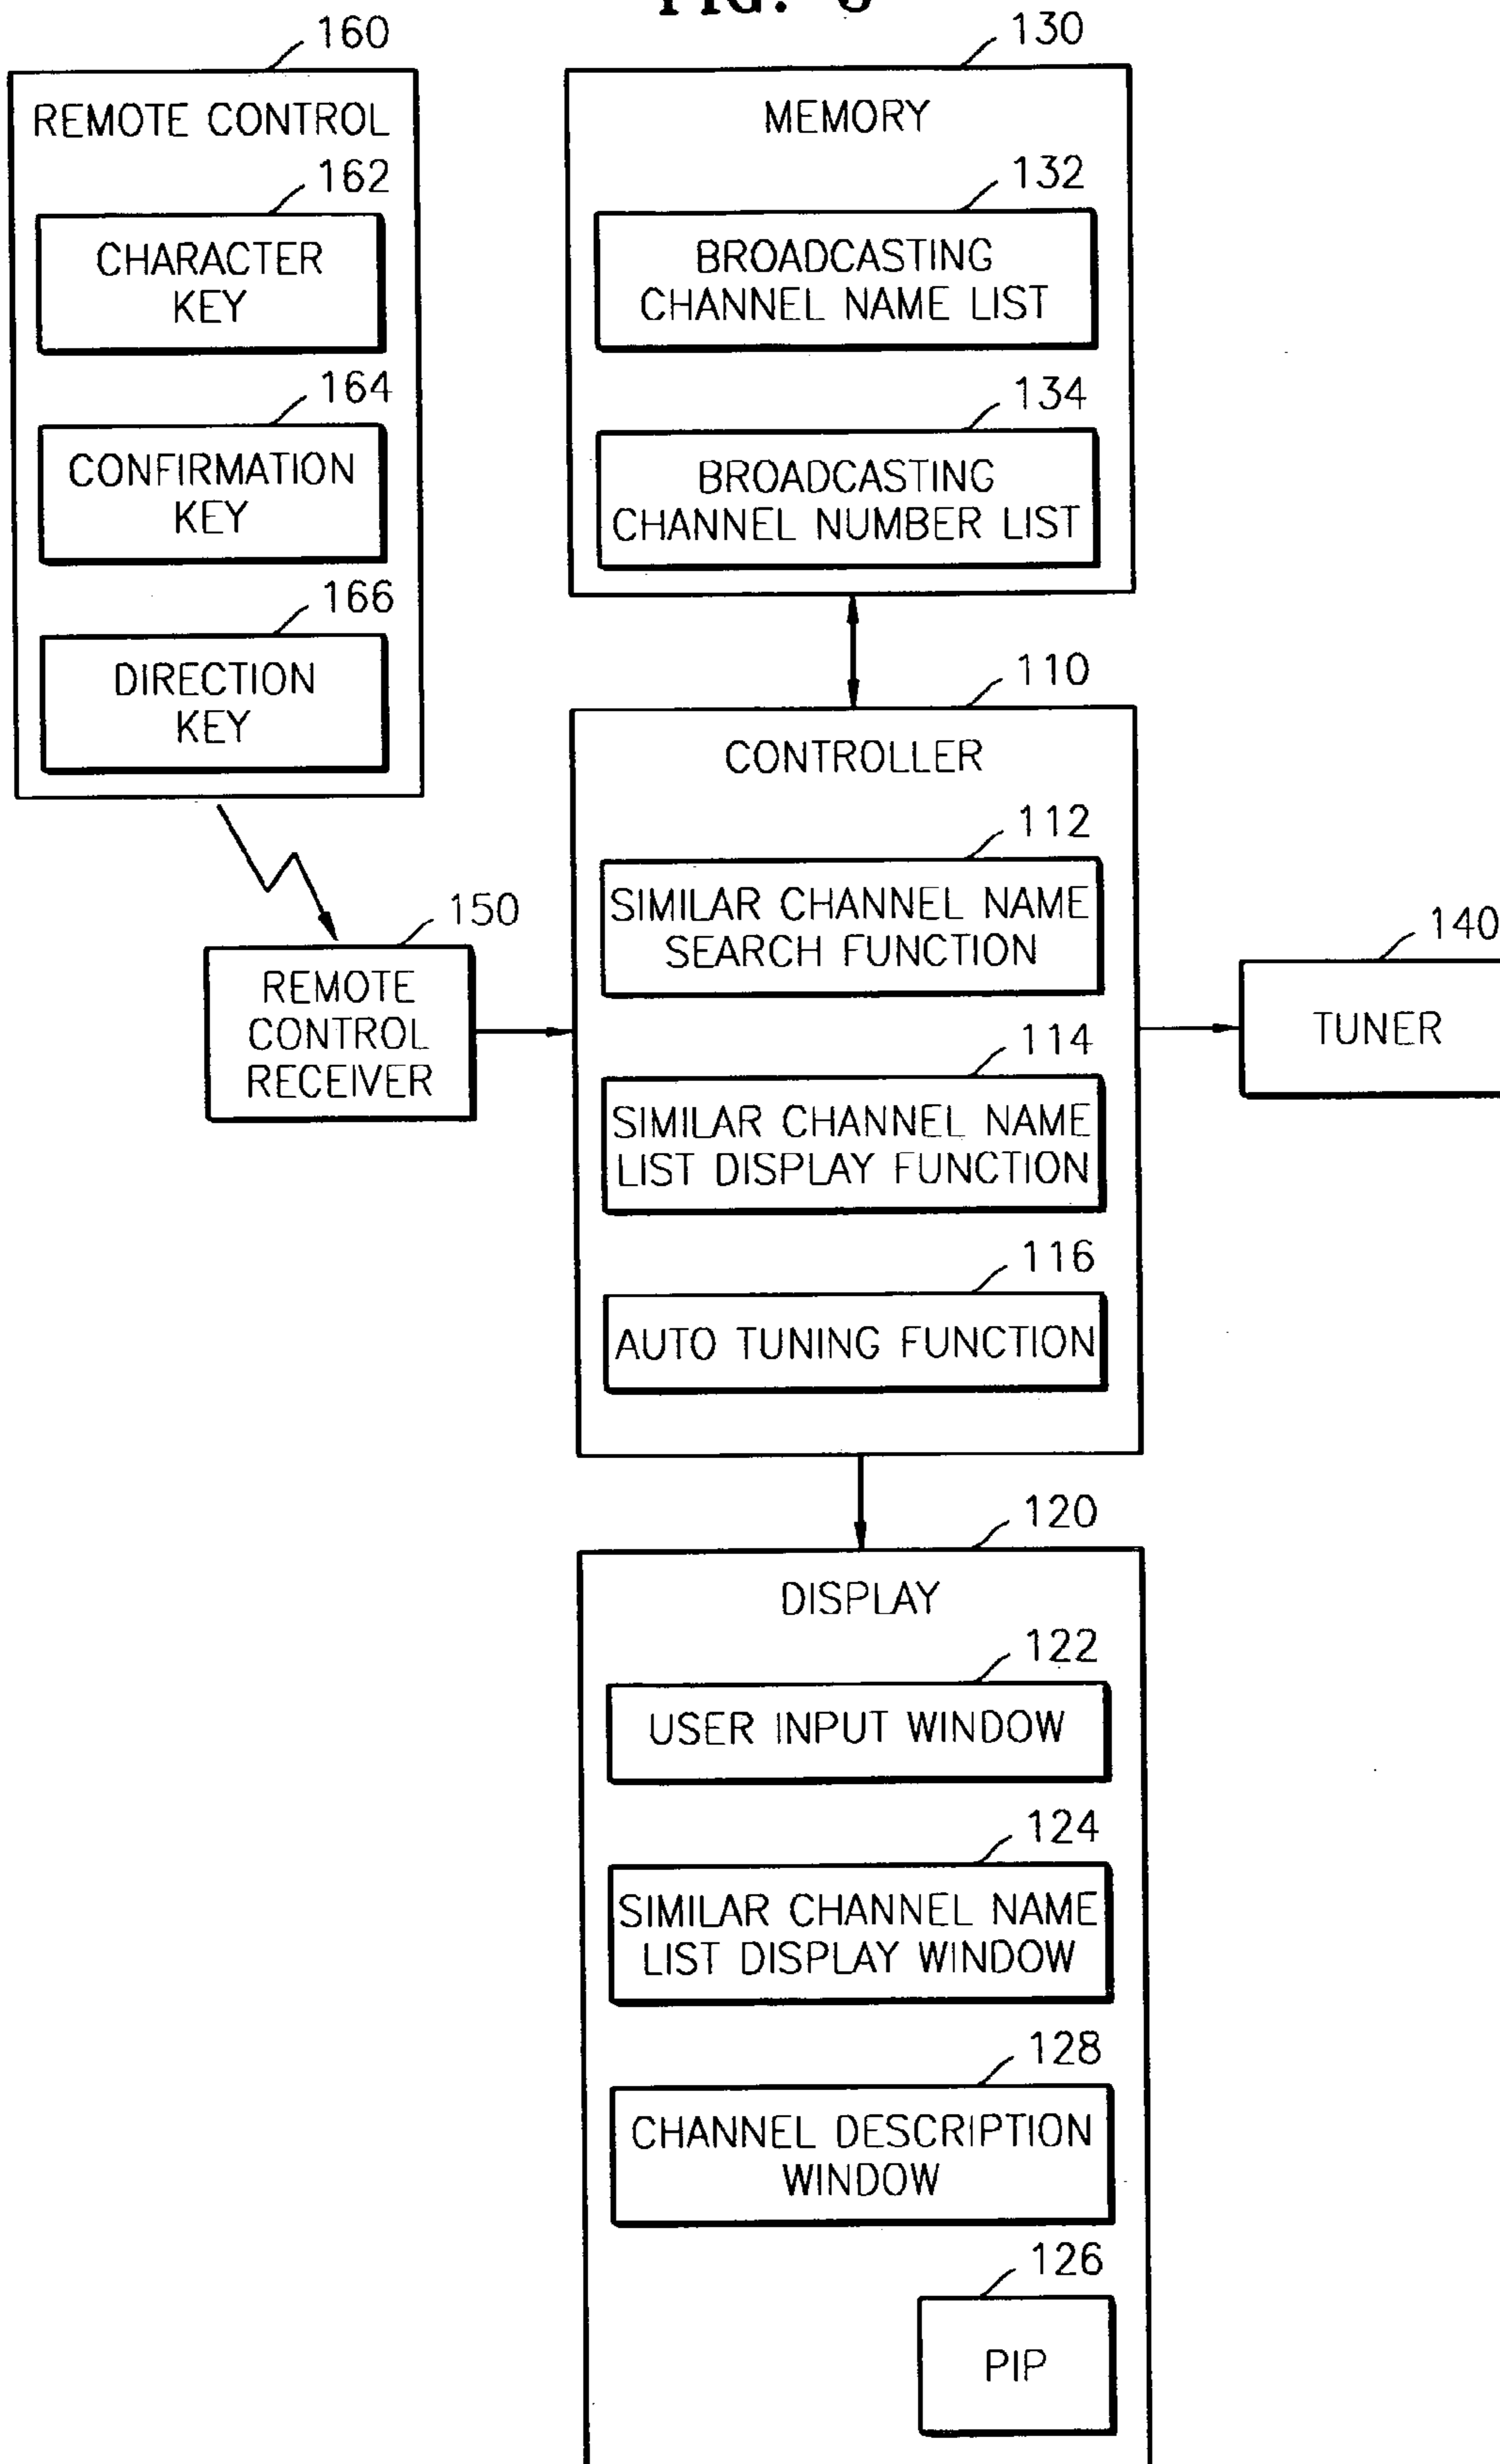 FIG.
160
REMOTE CONTROL
162
CHARACTER
KEY
164
CONFIRMATION
KEY
166
DIRECTION
KEY
130
MEMORY
132
BROADCASTING
CHANNEL NAME LIST
134
BROADCASTING
CHANNEL NUMBER LIST
110
CONTROLLER
112
SIMILAR CHANNEL NAME
SEARCH FUNCTION
114
SIMILAR CHANNEL NAME
LIST DISPLAY FUNCTION
116
AUTO TUNING FUNCTION
150
REMOTE
CONTROL
RECEIVER
140
TUNER
120
DISPLAY
122
USER INPUT WINDOW
124
SIMILAR CHANNEL NAME
LIST DISPLAY WINDOW
128
CHANNEL DESCRIPTION
WINDOW
126
PIP